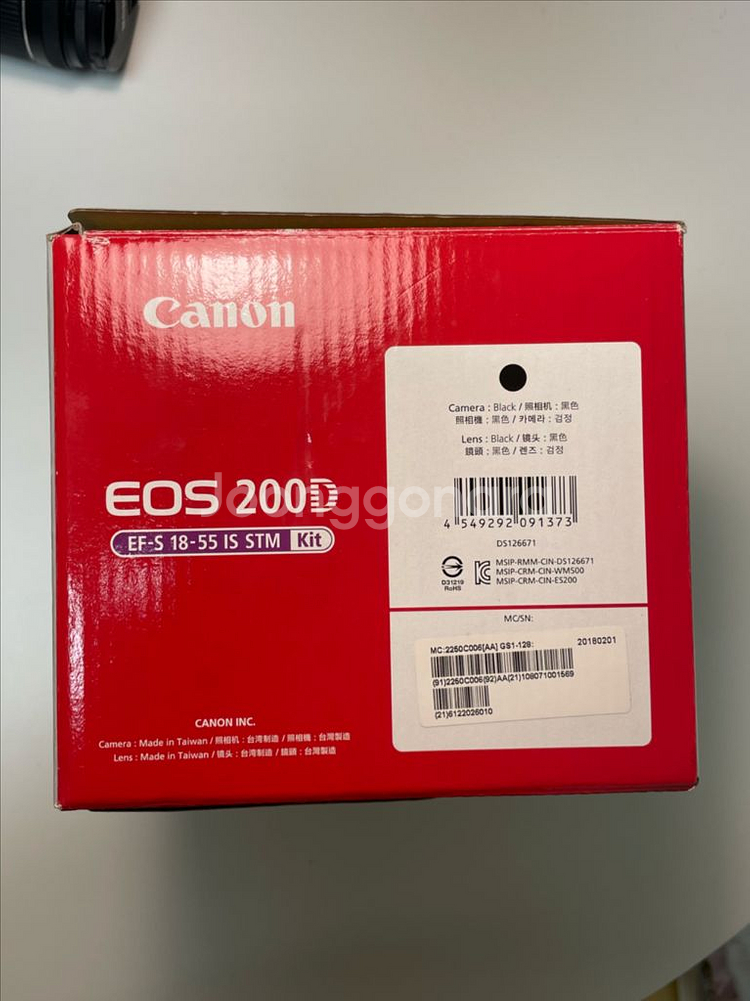 Canon
EOS 200D
EF-S 18-55 IS STM Kit
CANON INC.
Camera : Made in Taiwan / 照相机 : 台湾制造 / 照相機 : 台灣製造
Lens : Made in Taiwan / 镜头 : 台湾制造 / 鏡頭 : 台灣製造
Camera : Black / 照相机 : 黑色
照相機 : 黑色 / 카메라 : 검정
Lens : Black / 镜头 : 黑色
鏡頭 : 黑色 / 렌즈 : 검정
4 549292 091373
DS126671
D31219
RoHS
MSIP-RMM-CIN-DS126671
MSIP-CRM-CIN-WM500
MSIP-CRM-CIN-ES200
MC/SN:
MC:2250C006[AA] GS1-128:
20180201
(91)2250C006(92)AA(21)108071001569
(21)6122026010